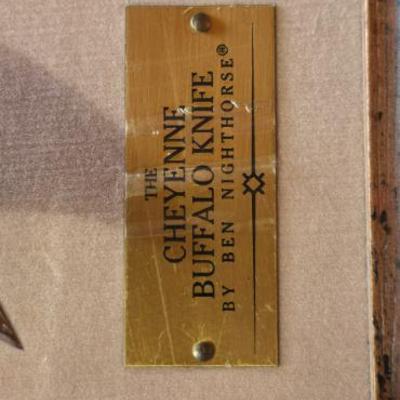 THE
CHEYENNE
BUFFALO KNIFE
BY BEN NIGHTHORSE®